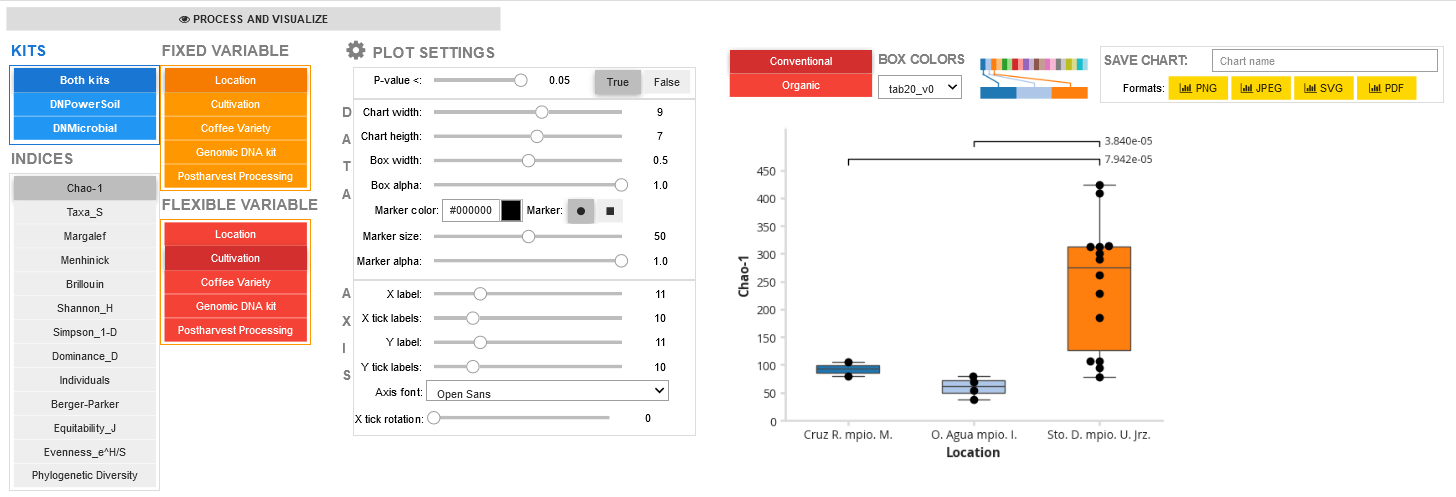 PROCESS AND VISUALIZE
KITS
Both kits
DNPowerSoil
DNMicrobial
INDICES
Chao-1
Taxa_S
Margalef
Menhinick
Brillouin
Shannon_H
Simpson_1-D
Dominance_D
Individuals
Berger-Parker
Equitability_J
Evenness_e^H/S
Phylogenetic Diversity
FIXED VARIABLE
Location
Cultivation
Coffee Variety
Genomic DNA kit
Postharvest Processing
FLEXIBLE VARIABLE
Location
Cultivation
Coffee Variety
Genomic DNA kit
Postharvest Processing
PLOT SETTINGS
P-value <: 0.05 True False
DATA
Chart width: 9
Chart heigth: 7
Box width: 0.5
Box alpha: 1.0
Marker color: #000000 Marker:
Marker size: 50
Marker alpha: 1.0
AXIS
X label: 11
X tick labels: 10
Y label: 11
Y tick labels: 10
Axis font: Open Sans
X tick rotation: 0
Conventional
Organic
BOX COLORS
tab20_v0
SAVE CHART: Chart name
Formats: PNG JPEG SVG PDF
3.840e-05
7.942e-05
450
400
350
300
250
200
150
100
50
0
Chao-1
Cruz R. mpio. M. O. Agua mpio. I. Sto. D. mpio. U. Jrz.
Location